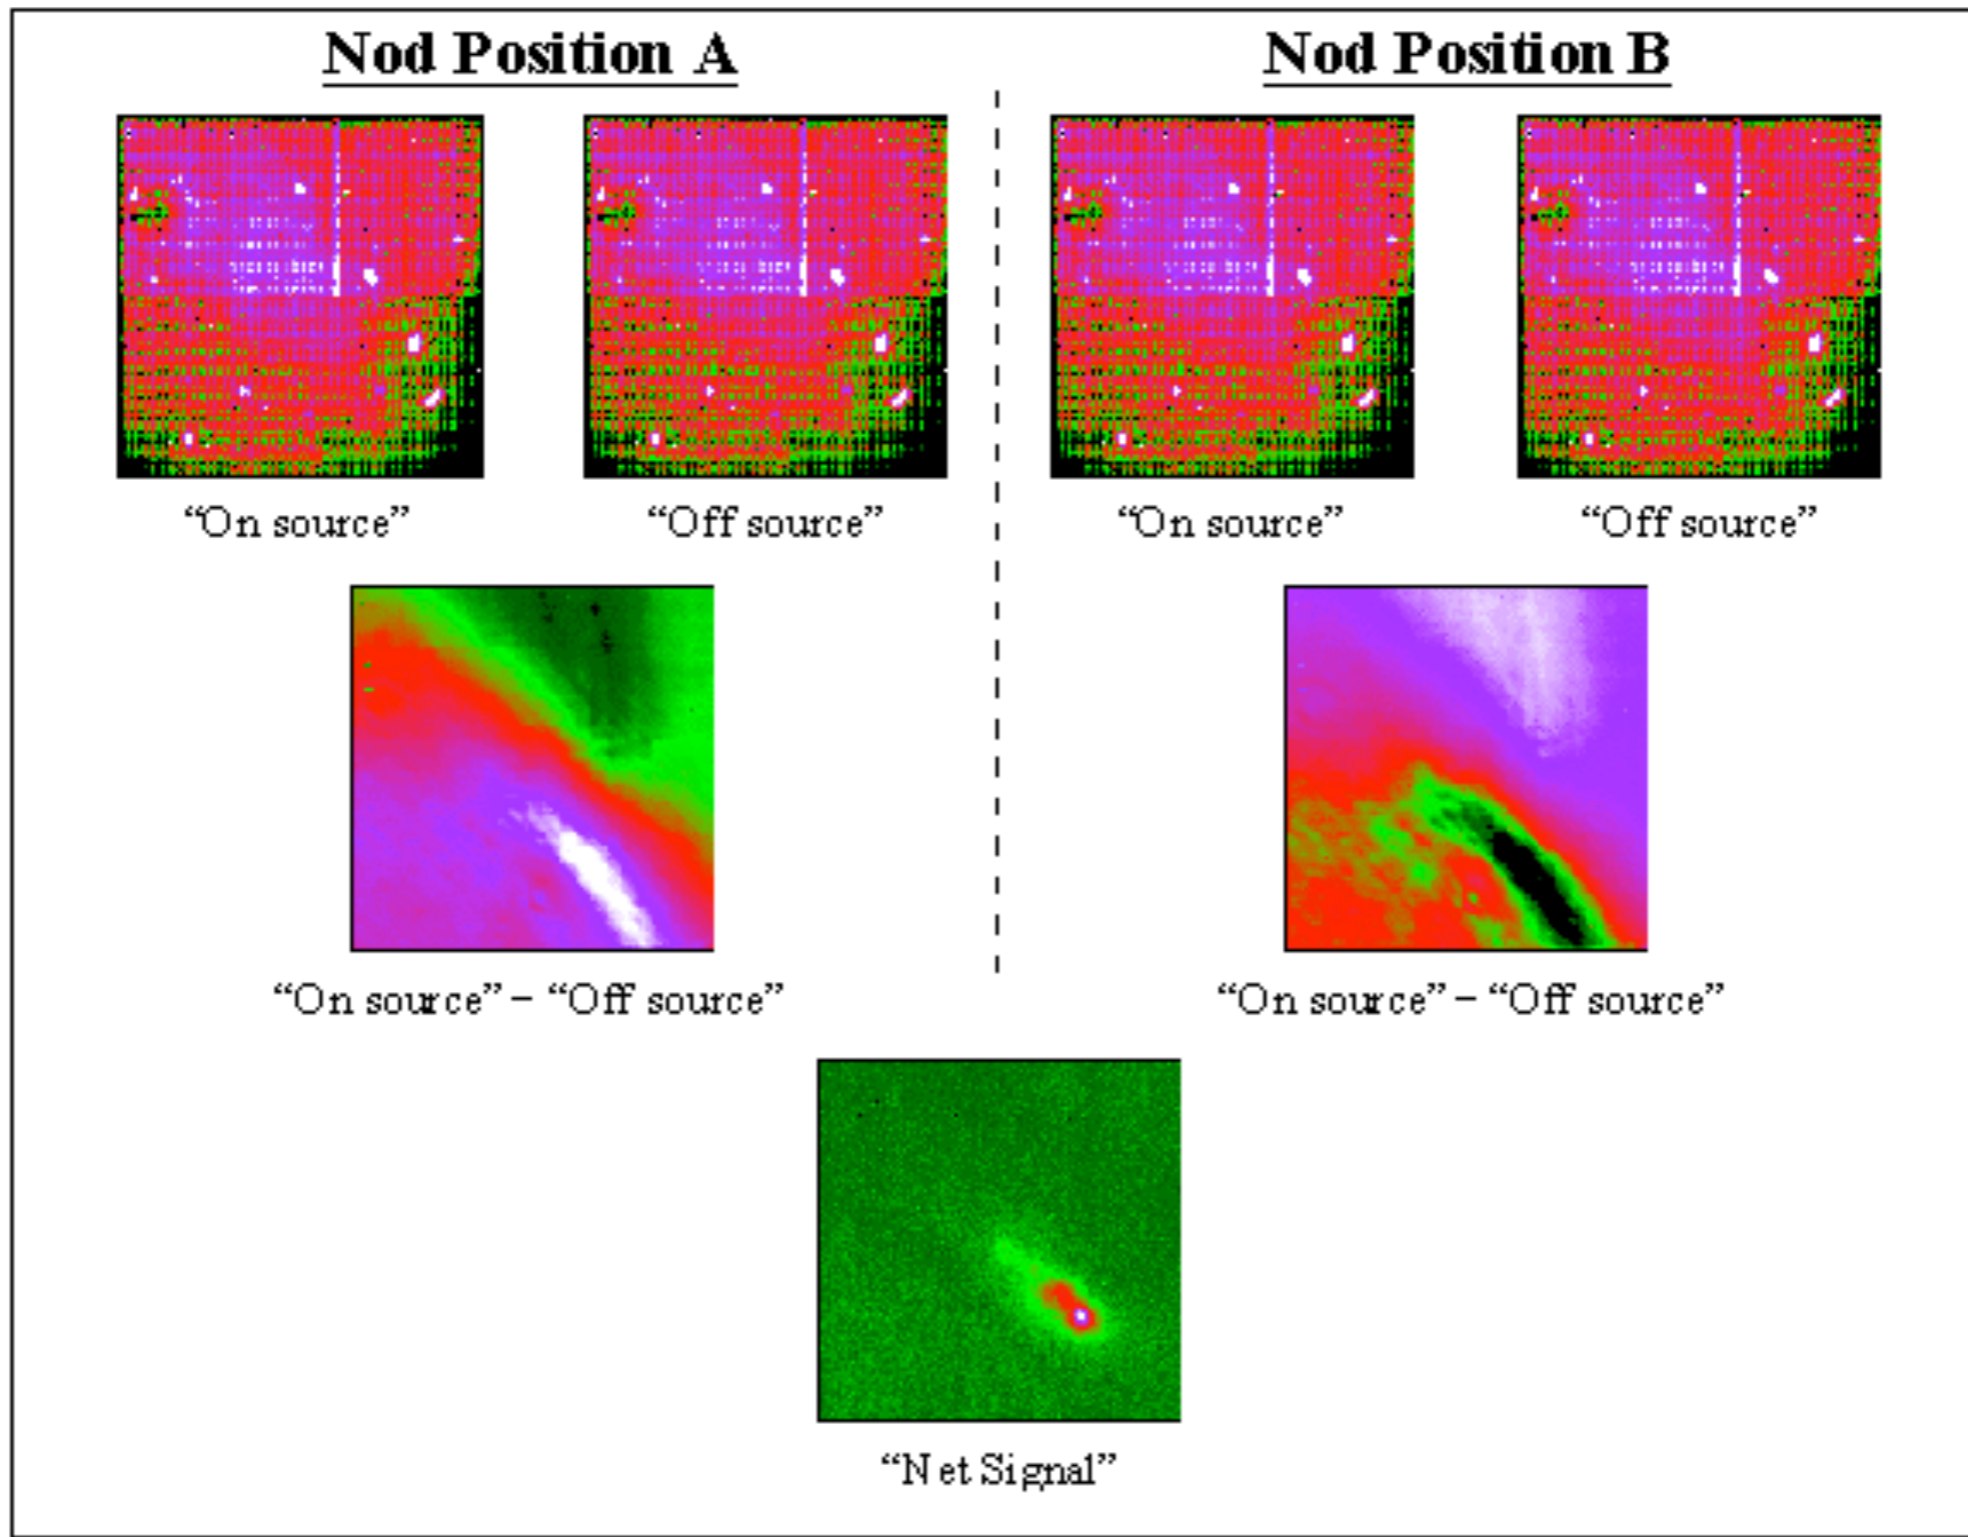 Nod Position A
Nod Position B
“On source”
“Off source”
“On source”
“Off source”
“On source” – “Off source”
“On source” – “Off source”
“Net Signal”